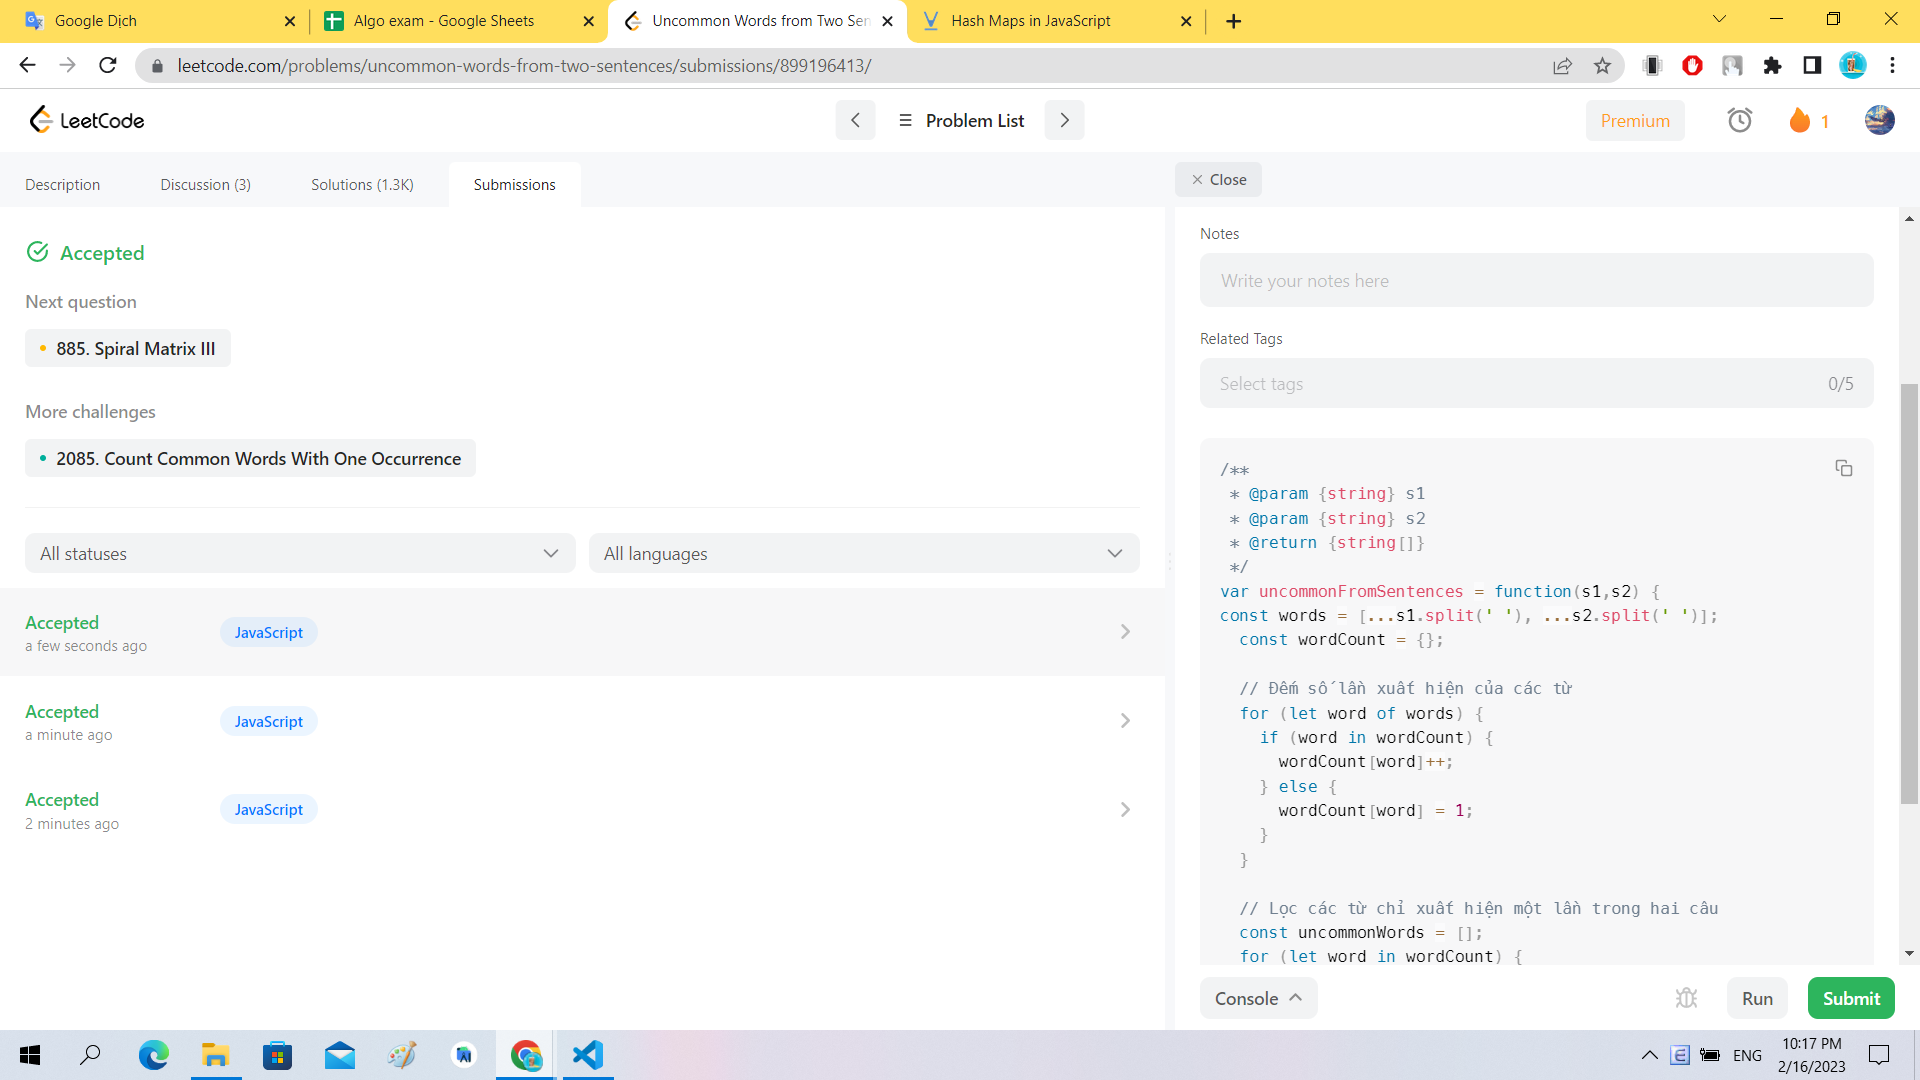 Google Dịch
Algo exam - Google Sheets
Uncommon Words from Two Sen
Hash Maps in JavaScript
leetcode.com/problems/uncommon-words-from-two-sentences/submissions/899196413/
LeetCode
Problem List
Premium
1
Description
Discussion (3)
Solutions (1.3K)
Submissions
Close
Accepted
Next question
885. Spiral Matrix III
More challenges
2085. Count Common Words With One Occurrence
All statuses
All languages
Accepted
a few seconds ago
JavaScript
Accepted
a minute ago
JavaScript
Accepted
2 minutes ago
JavaScript
Notes
Write your notes here
Related Tags
Select tags
0/5
/**
 * @param {string} s1
 * @param {string} s2
 * @return {string[]}
 */
var uncommonFromSentences = function(s1,s2) {
const words = [...s1.split(' '), ...s2.split(' ')];
  const wordCount = {};
  // Đếm số lần xuất hiện của các từ
  for (let word of words) {
    if (word in wordCount) {
      wordCount[word]++;
    } else {
      wordCount[word] = 1;
    }
  }
  // Lọc các từ chỉ xuất hiện một lần trong hai câu
  const uncommonWords = [];
  for (let word in wordCount) {
Console
Run
Submit
ENG
10:17 PM
2/16/2023